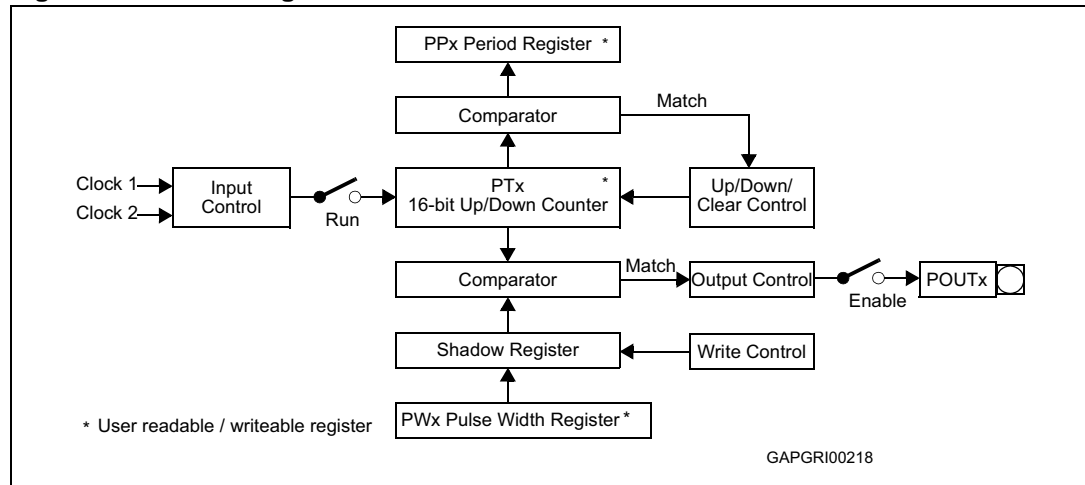 PPx Period Register *
Comparator
Match
Clock 1
Clock 2
Input
Control
Run
PTx *
16-bit Up/Down Counter
Up/Down/
Clear Control
Comparator
Match
Output Control
Enable
POUTx
Shadow Register
Write Control
PWx Pulse Width Register *
* User readable / writeable register
GAPGRI00218